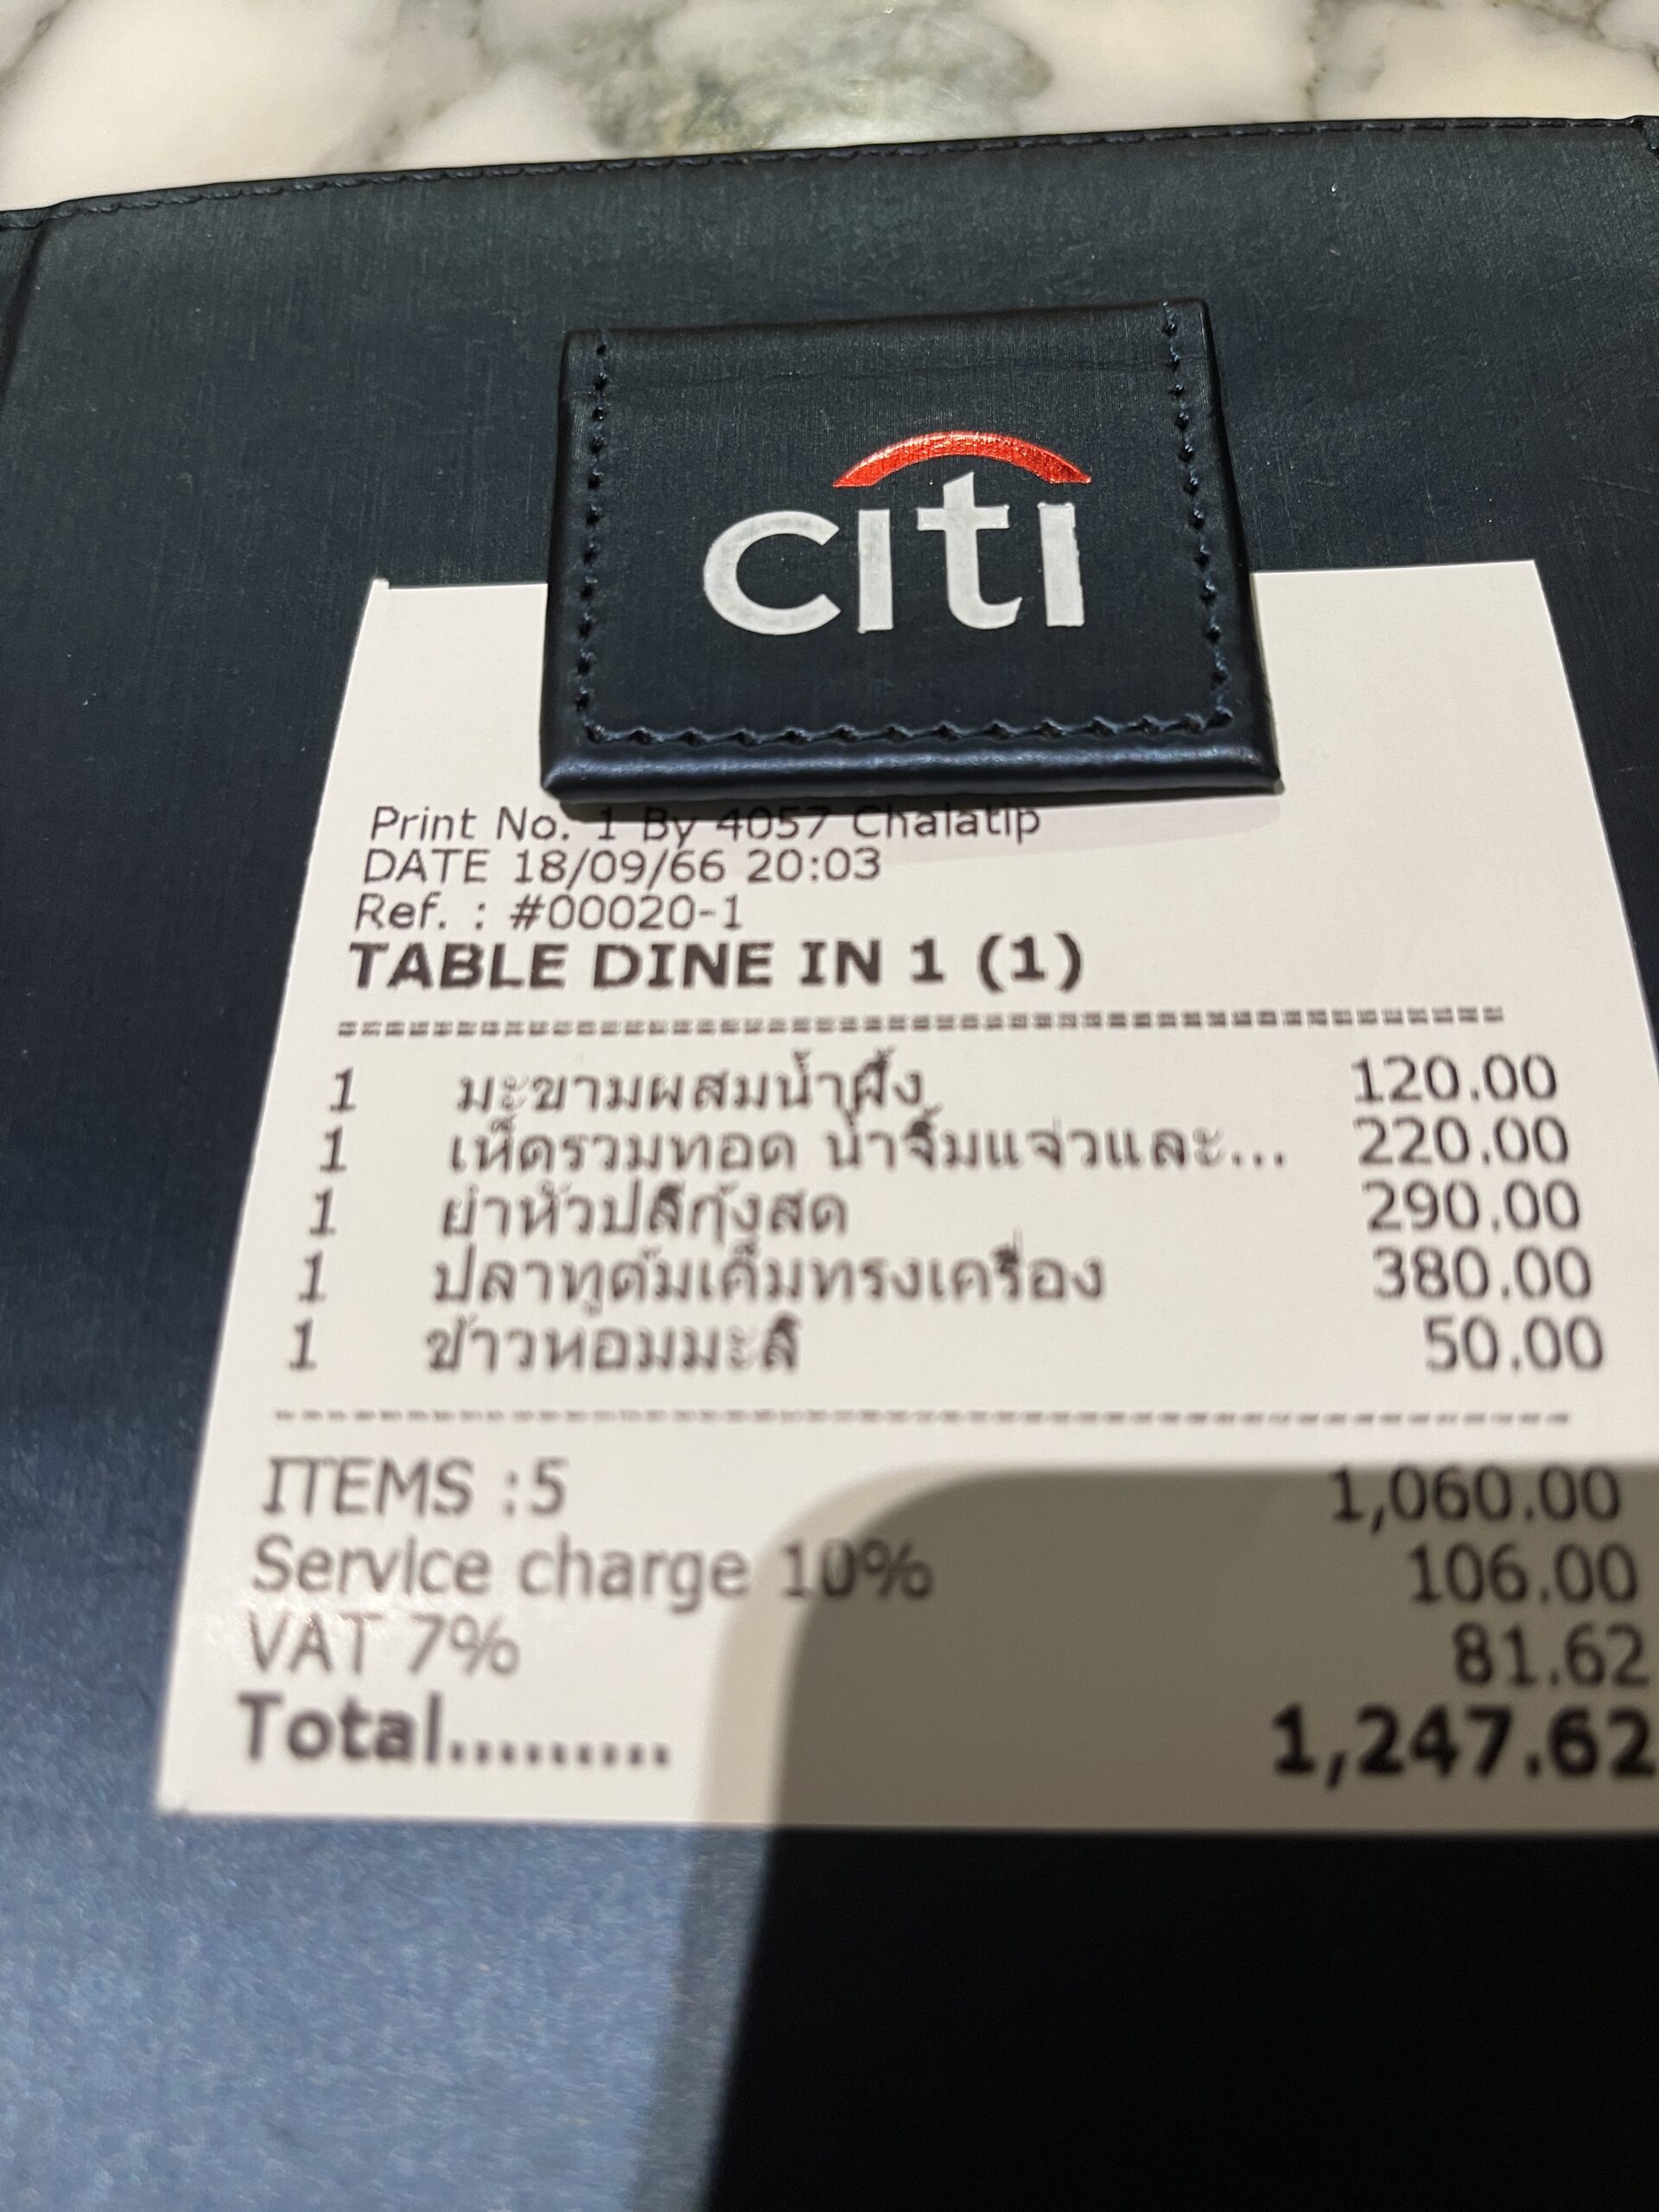 citi
Print No. 1 By 4057 Chalatip
DATE 18/09/66 20:03
Ref. : #00020-1
TABLE DINE IN 1 (1)
1 มะขามผสมน้ำผึ้ง 120.00
1 เห็ดรวมทอด น้ำจิ้มแจ่วและ... 220.00
1 ยำหัวปลีกุ้งสด 290.00
1 ปลาทูต้มเค็มทรงเครื่อง 380.00
1 ข้าวหอมมะลิ 50.00
ITEMS :5 1,060.00
Service charge 10% 106.00
VAT 7% 81.62
Total......... 1,247.62